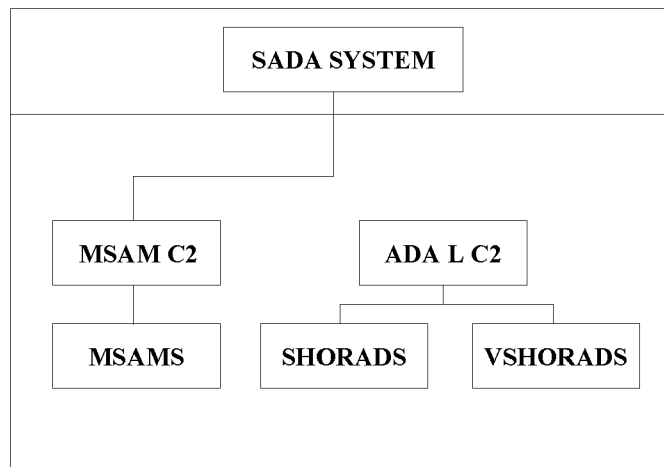 SADA SYSTEM
MSAM C2
ADA L C2
MSAMS
SHORADS
VSHORADS